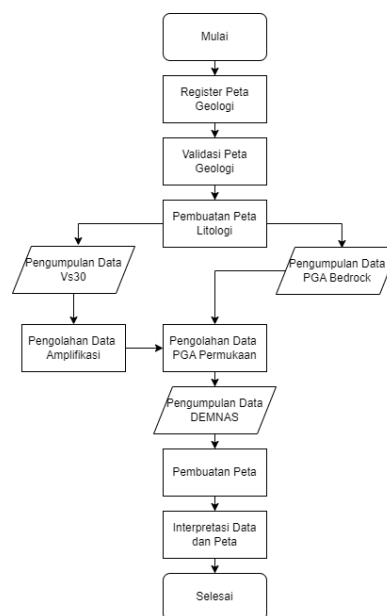 Mulai
Register Peta
Geologi
Validasi Peta
Geologi
Pembuatan Peta
Litologi
Pengumpulan Data
Vs30
Pengumpulan Data
PGA Bedrock
Pengolahan Data
Amplifikasi
Pengolahan Data
PGA Permukaan
Pengumpulan Data
DEMNAS
Pembuatan Peta
Interpretasi Data
dan Peta
Selesai